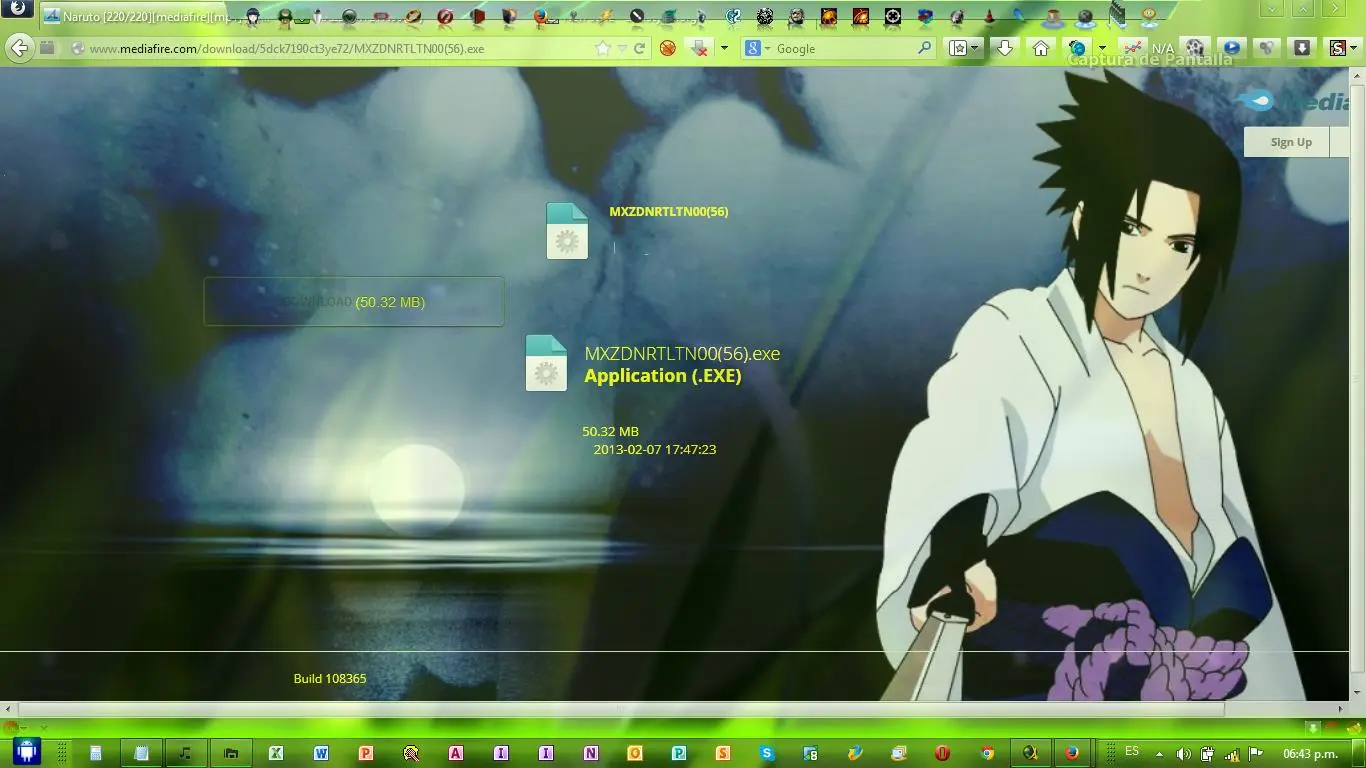 Naruto [220/220][mediafire][mp
www.mediafire.com/download/5dck7190ct3ye72/MXZDNRTLTN00(56).exe
Google
N/A
Captura de Pantalla
Media
Sign Up
MXZDNRTLTN00(56)
DOWNLOAD (50.32 MB)
MXZDNRTLTN00(56).exe
Application (.EXE)
50.32 MB
2013-02-07 17:47:23
Build 108365
ES
06:43 p.m.